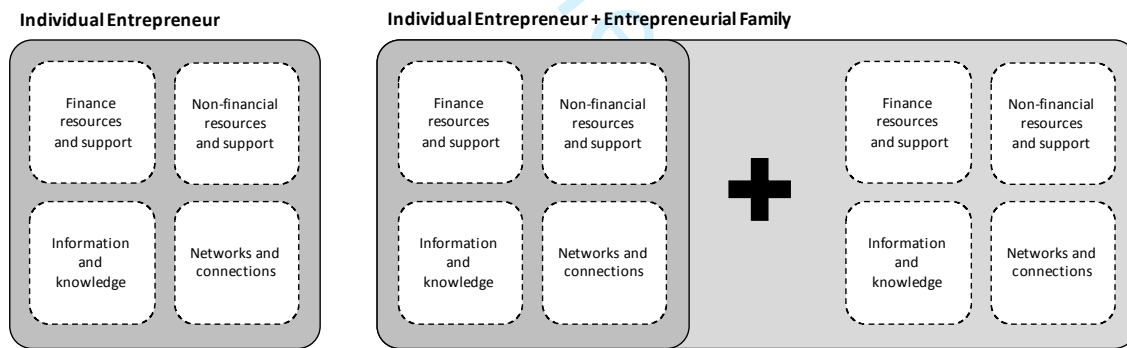 Individual Entrepreneur
Finance
resources
and support
Non-financial
resources
and support
Information
and
knowledge
Networks and
connections
Individual Entrepreneur + Entrepreneurial Family
Finance
resources
and support
Non-financial
resources
and support
Information
and
knowledge
Networks and
connections
Finance
resources
and support
Non-financial
resources
and support
Information
and
knowledge
Networks and
connections